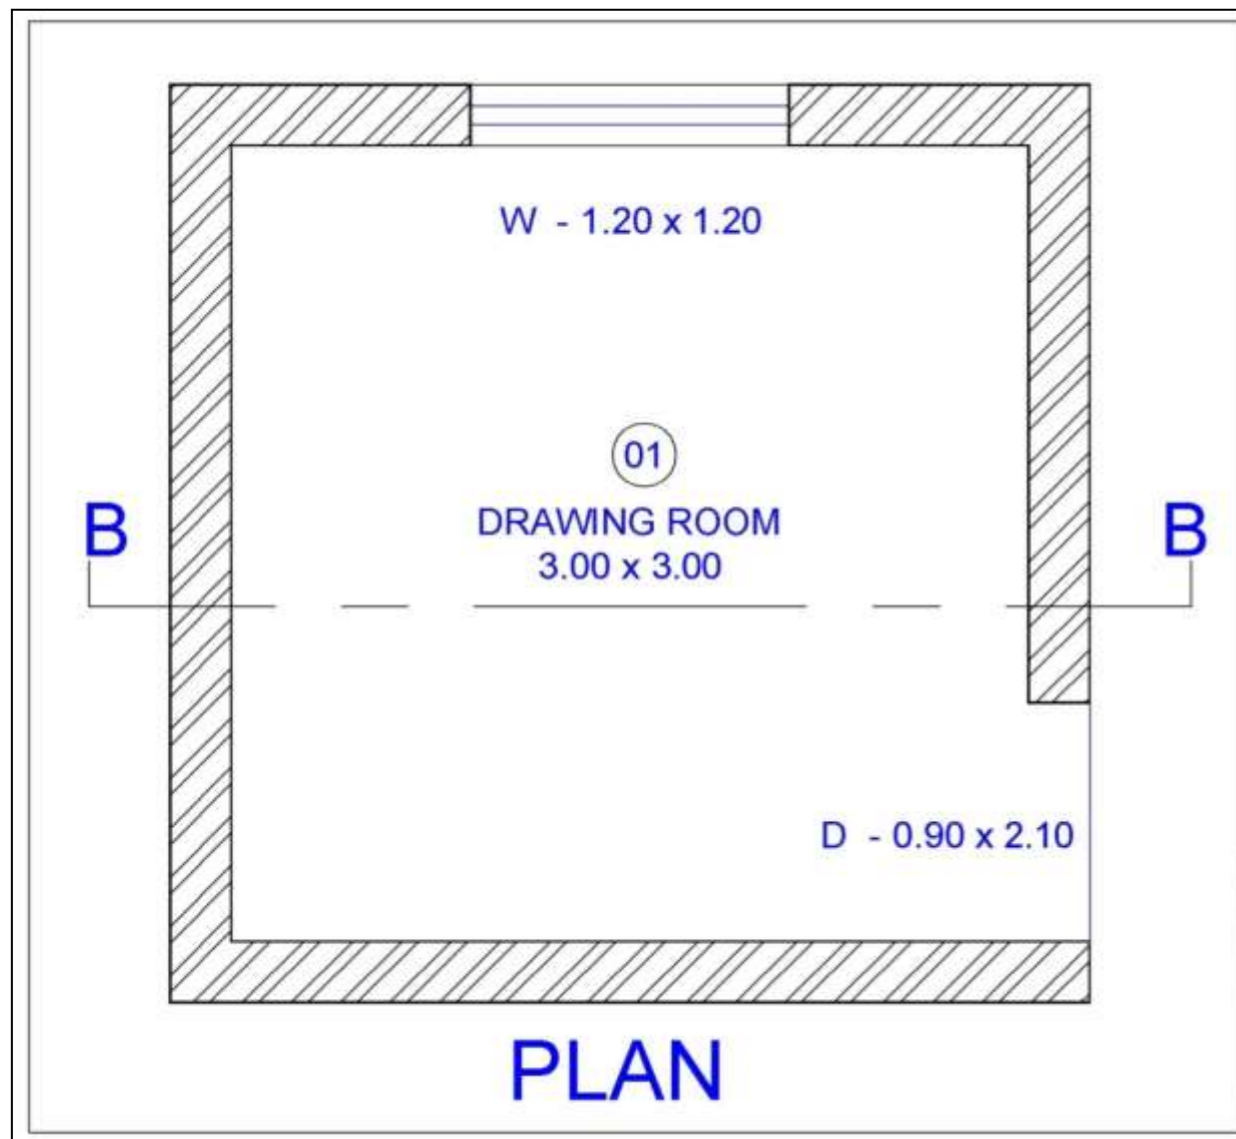 W - 1.20 x 1.20
01
DRAWING ROOM
B
B
3.00 x 3.00
D - 0.90 x 2.10
PLAN